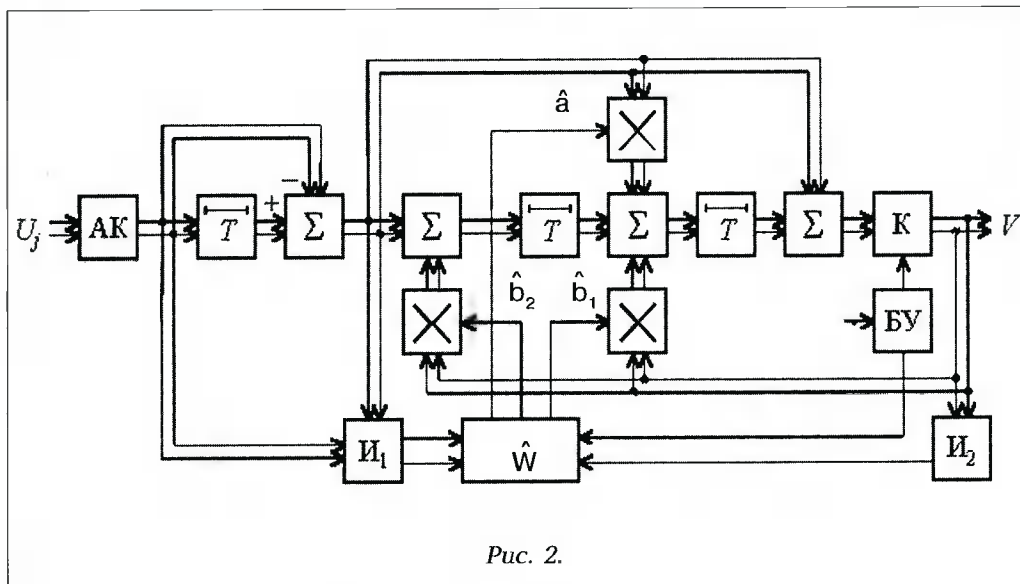 â
−
+
U_j АК T Σ Σ T Σ T Σ К V
b̂₂ b̂₁
БУ
И₁ Ŵ И₂
Рис. 2.